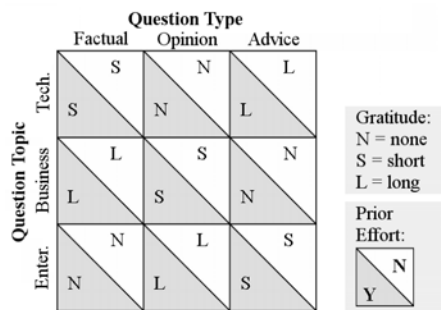 Question Type
Factual Opinion Advice
Question Topic
Tech.
S N L
S N L
Business
L S N
L S N
Enter.
N L S
N L S
Gratitude:
N = none
S = short
L = long
Prior
Effort:
N
Y